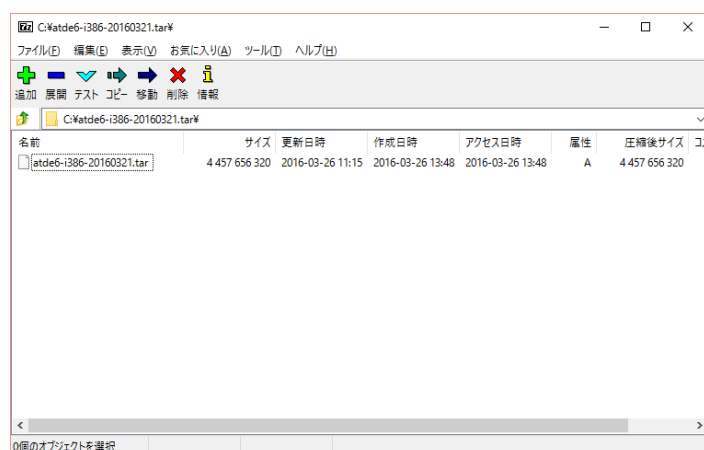 C:¥atde6-i386-20160321.tar¥
ファイル(F) 編集(E) 表示(V) お気に入り(A) ツール(T) ヘルプ(H)
追加 展開 テスト コピー 移動 削除 情報
C:¥atde6-i386-20160321.tar¥
名前 サイズ 更新日時 作成日時 アクセス日時 属性 圧縮後サイズ
atde6-i386-20160321.tar 4 457 656 320 2016-03-26 11:15 2016-03-26 13:48 2016-03-26 13:48 A 4 457 656 320
0個のオブジェクトを選択